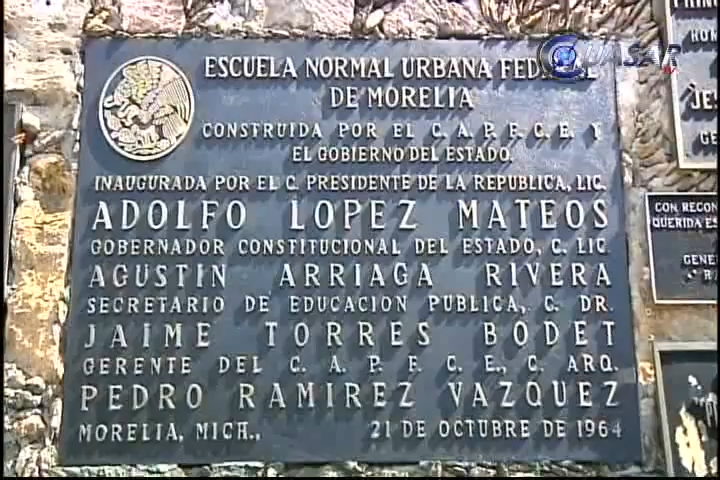 QUASAR
TV
ESCUELA NORMAL URBANA FEDERAL
DE MORELIA
CONSTRUIDA POR EL C. A. P. F. C. E. Y
EL GOBIERNO DEL ESTADO.
INAUGURADA POR EL C. PRESIDENTE DE LA REPUBLICA, LIC.
ADOLFO LOPEZ MATEOS
GOBERNADOR CONSTITUCIONAL DEL ESTADO, C. LIC.
AGUSTIN ARRIAGA RIVERA
SECRETARIO DE EDUCACION PUBLICA, C. DR.
JAIME TORRES BODET
GERENTE DEL C. A. P. F. C. E., C. ARQ.
PEDRO RAMIREZ VAZQUEZ
MORELIA, MICH., 21 DE OCTUBRE DE 1964
CON
QUERIDA